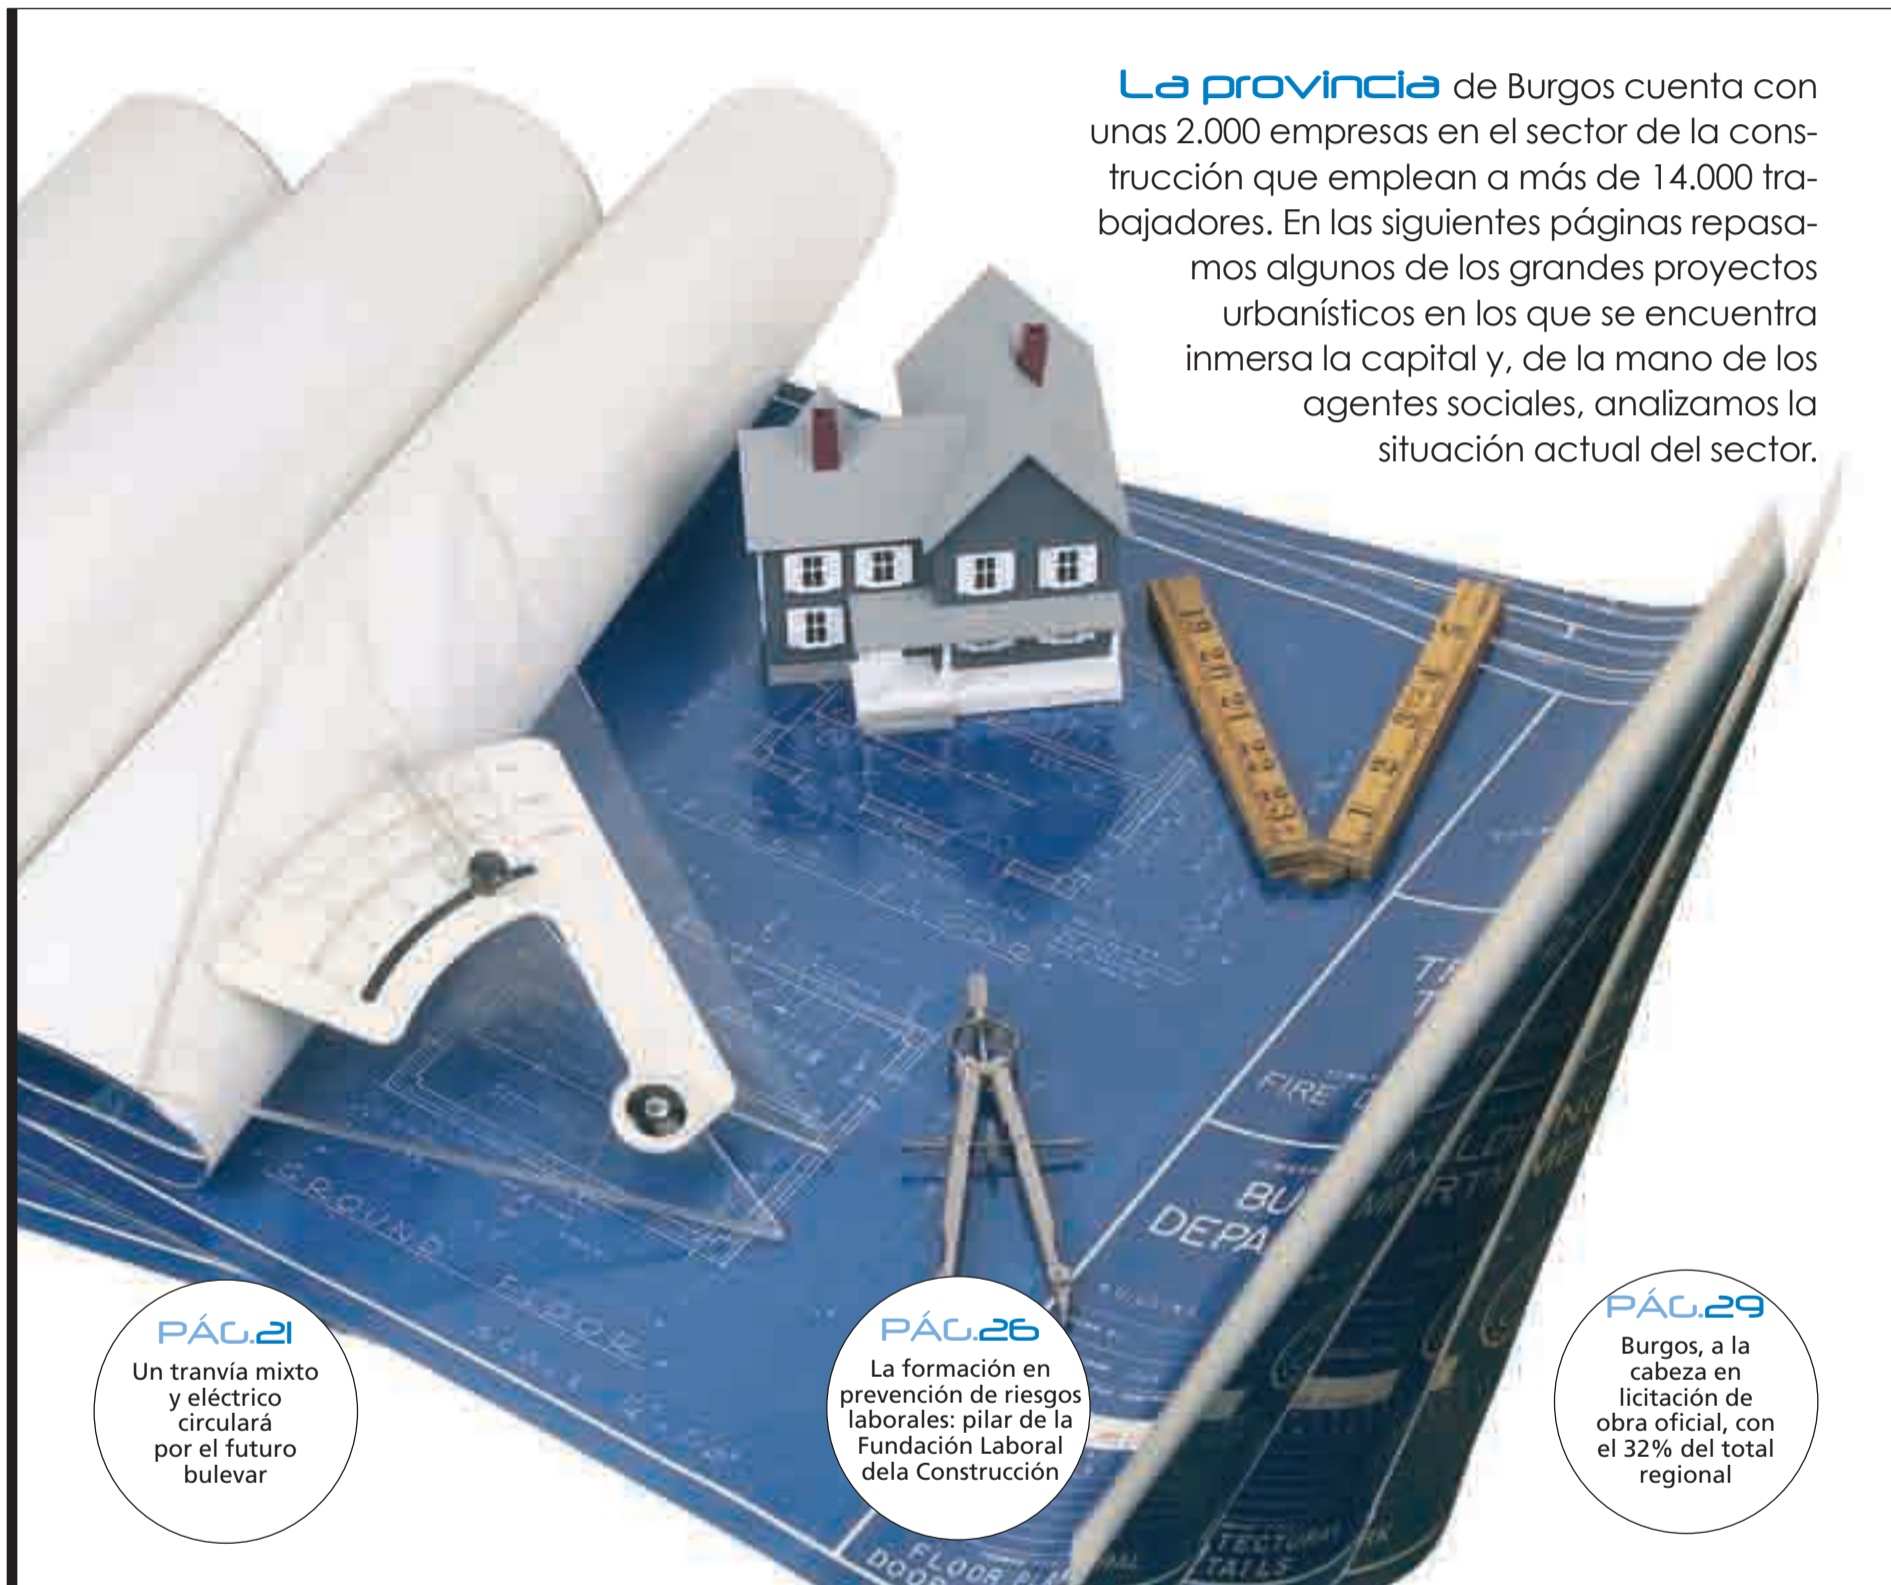 La provincia de Burgos cuenta con
unas 2.000 empresas en el sector de la cons-
trucción que emplean a más de 14.000 tra-
bajadores. En las siguientes páginas repasa-
mos algunos de los grandes proyectos
urbanísticos en los que se encuentra
inmersa la capital y, de la mano de los
agentes sociales, analizamos la
situación actual del sector.
FIRE
DEPA
GROUND FLOOR
FLOOR
PÁG.21
Un tranvía mixto
y eléctrico
circulará
por el futuro
bulevar
PÁG.26
La formación en
prevención de riesgos
laborales: pilar de la
Fundación Laboral
dela Construcción
PÁG.29
Burgos, a la
cabeza en
licitación de
obra oficial, con
el 32% del total
regional